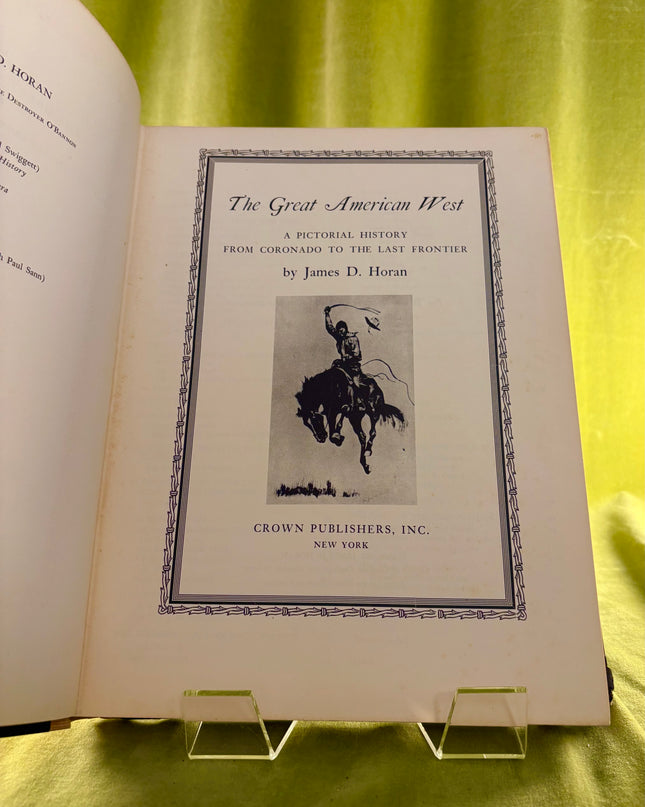 D. HORAN
E DESTROYER O'BANNON
Swiggett)
History
Paul Sann)
The Great American West
A PICTORIAL HISTORY
FROM CORONADO TO THE LAST FRONTIER
by James D. Horan
CROWN PUBLISHERS, INC.
NEW YORK